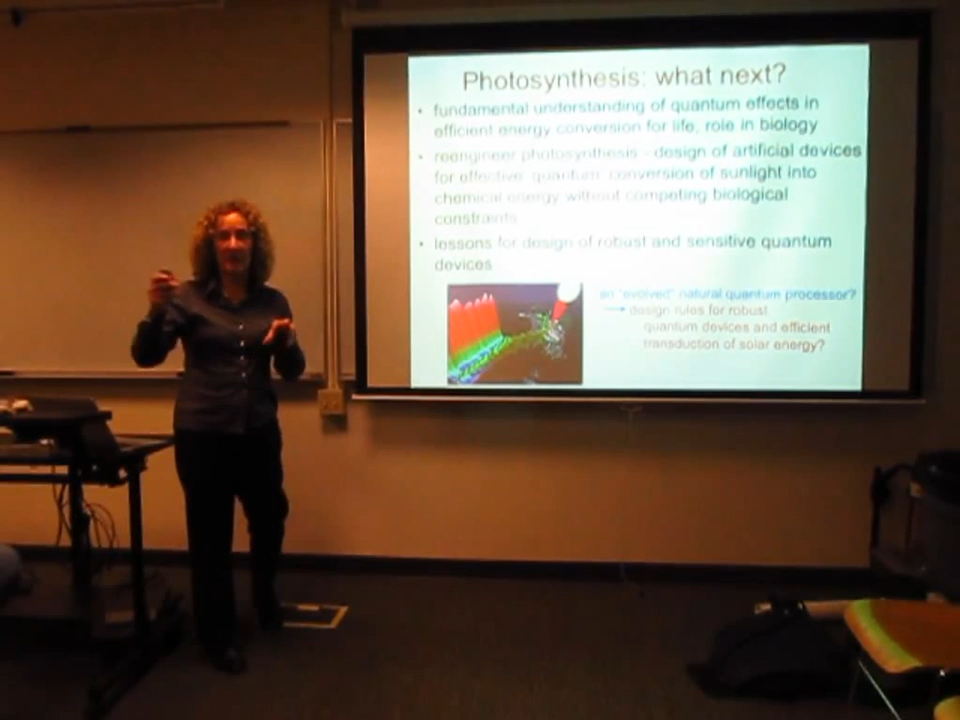 Photosynthesis: what next?
• fundamental understanding of quantum effects in
efficient energy conversion for life, role in biology
• reengineer photosynthesis - design of artificial devices
for effective quantum conversion of sunlight into
chemical energy without competing biological
constraints
• lessons for design of robust and sensitive quantum
devices
an "evolved" natural quantum processor?
→ design rules for robust
quantum devices and efficient
transduction of solar energy?